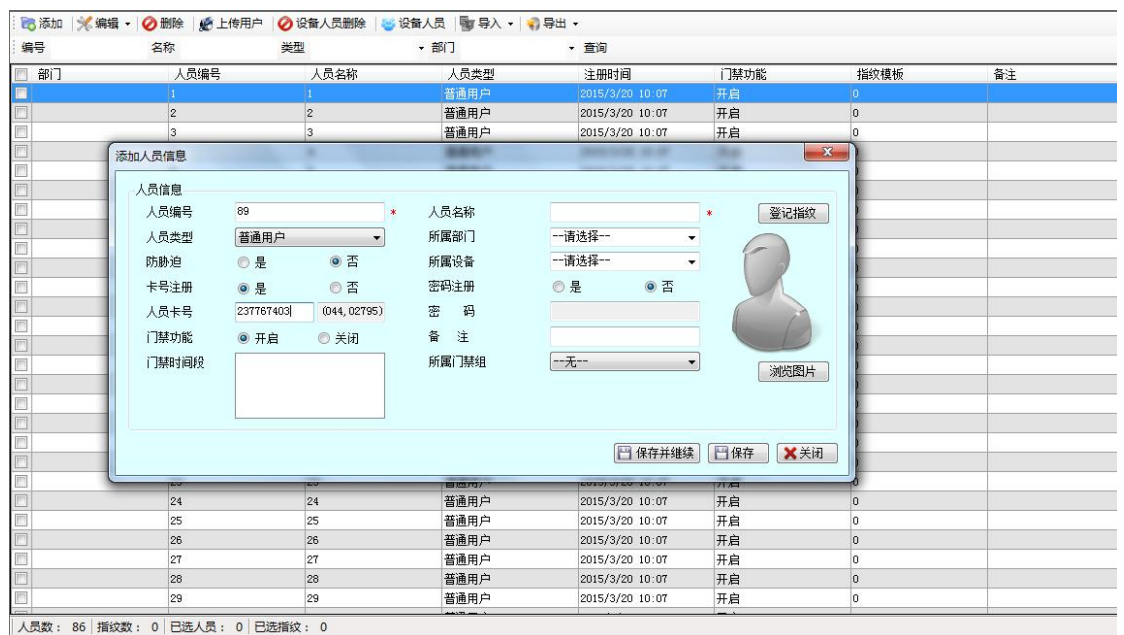 添加 编辑 删除 上传用户 设备人员删除 设备人员 导入 导出
编号 名称 类型 部门 查询
部门 人员编号 人员名称 人员类型 注册时间 门禁功能 指纹模板 备注
1 1 普通用户 2015/3/20 10:07 开启 0
2 2 普通用户 2015/3/20 10:07 开启 0
3 3 普通用户 2015/3/20 10:07 开启 0
添加人员信息
人员信息
人员编号 89 * 人员名称 * 登记指纹
人员类型 普通用户 所属部门 --请选择--
防胁迫 是 否 所属设备 --请选择--
卡号注册 是 否 密码注册 是 否
人员卡号 237767403 (044,02795) 密 码
门禁功能 开启 关闭 备 注
门禁时间段 所属门禁组 --无-- 浏览图片
保存并继续 保存 关闭
24 24 普通用户 2015/3/20 10:07 开启 0
25 25 普通用户 2015/3/20 10:07 开启 0
26 26 普通用户 2015/3/20 10:07 开启 0
27 27 普通用户 2015/3/20 10:07 开启 0
28 28 普通用户 2015/3/20 10:07 开启 0
29 29 普通用户 2015/3/20 10:07 开启 0
人员数: 86 指纹数: 0 已选人员: 0 已选指纹: 0